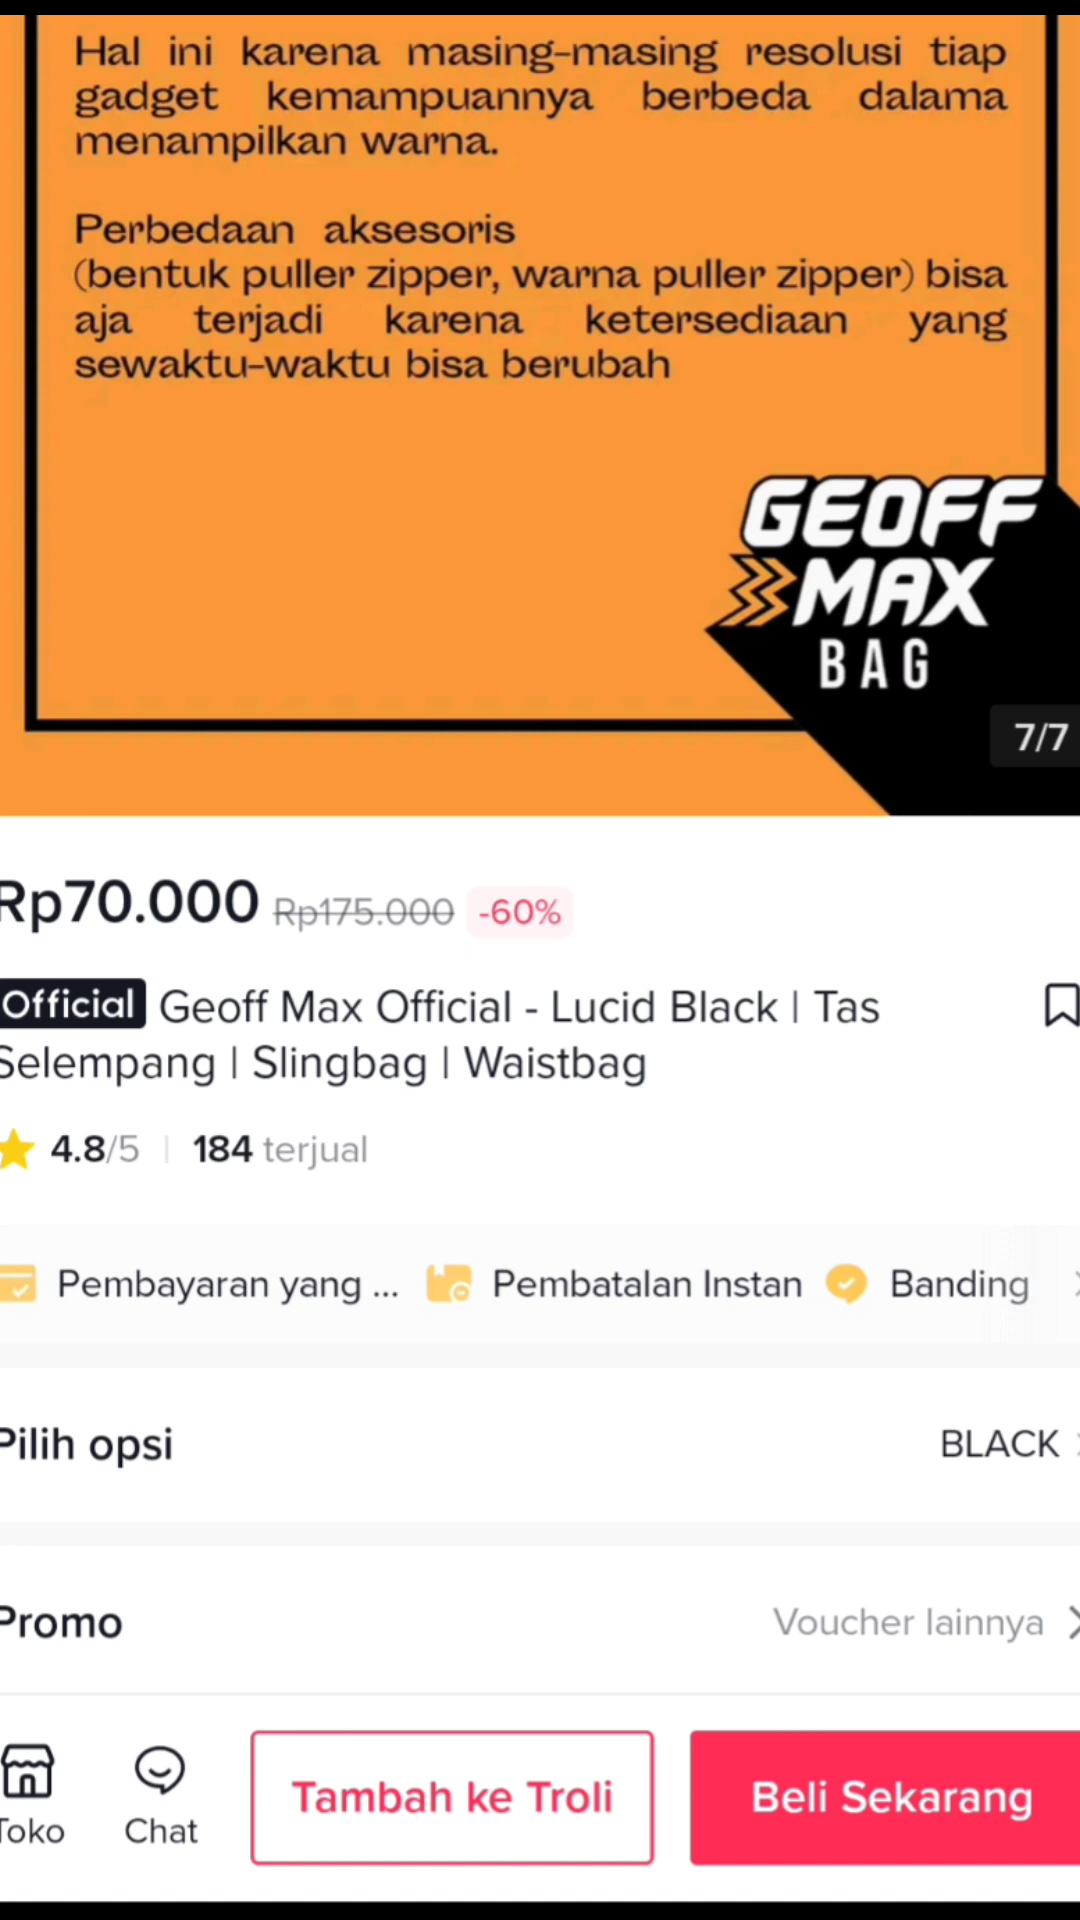 Hal ini karena masing-masing resolusi tiap
gadget kemampuannya berbeda dalama
menampilkan warna.
Perbedaan aksesoris
(bentuk puller zipper, warna puller zipper) bisa
aja terjadi karena ketersediaan yang
sewaktu-waktu bisa berubah
GEOFF
MAX
BAG
7/7
Rp70.000 Rp175.000 -60%
Official Geoff Max Official - Lucid Black | Tas
Selempang | Slingbag | Waistbag
4.8/5 | 184 terjual
Pembayaran yang ... Pembatalan Instan Banding
Pilih opsi BLACK
Promo Voucher lainnya
Toko Chat Tambah ke Troli Beli Sekarang